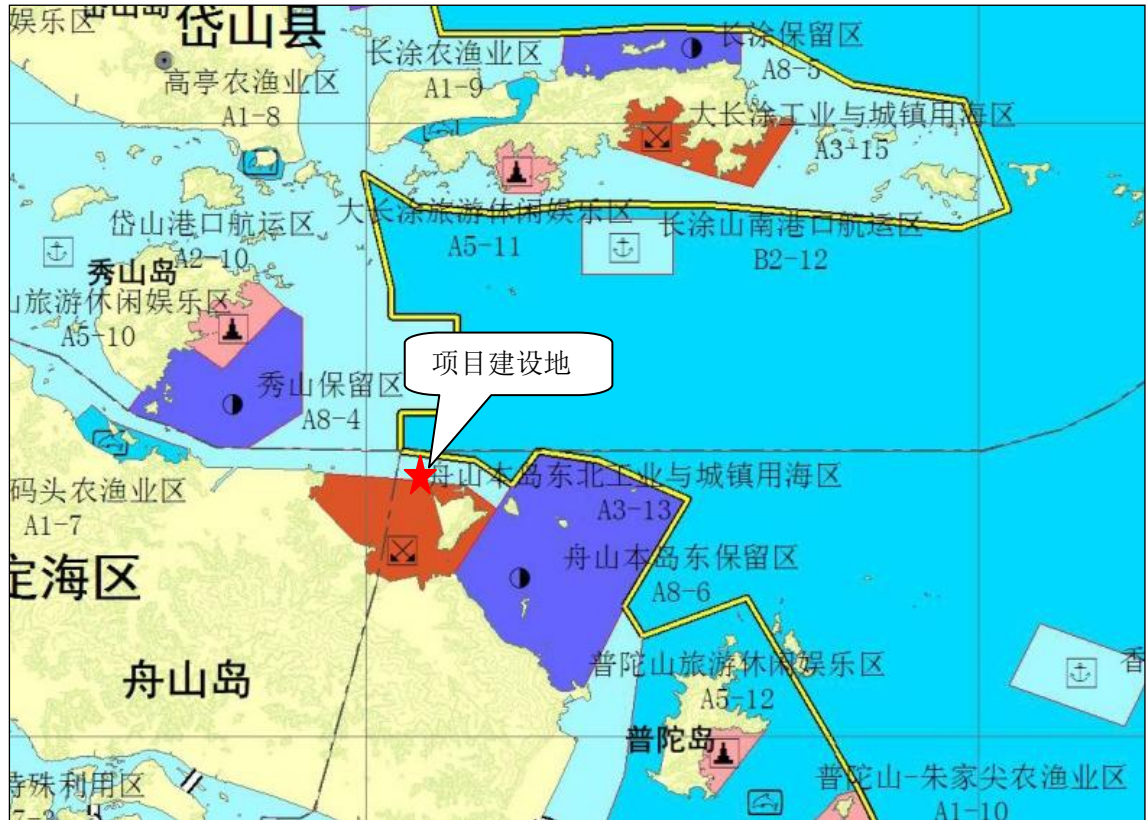 娱乐区
岱山岛
岱山县
高亭农渔业区
A1-8
长涂农渔业区
A1-9
长涂保留区
A8-5
大长涂工业与城镇用海区
A3-15
岱山港口航运区
A2-10
秀山岛
大长涂旅游休闲娱乐区
A5-11
长涂山南港口航运区
B2-12
山旅游休闲娱乐区
A5-10
项目建设地
秀山保留区
A8-4
码头农渔业区
A1-7
舟山本岛东北工业与城镇用海区
A3-13
舟山本岛东保留区
A8-6
定海区
舟山岛
普陀山旅游休闲娱乐区
A5-12
普陀岛
香
特殊利用区
7-3
普陀山-朱家尖农渔业区
A1-10